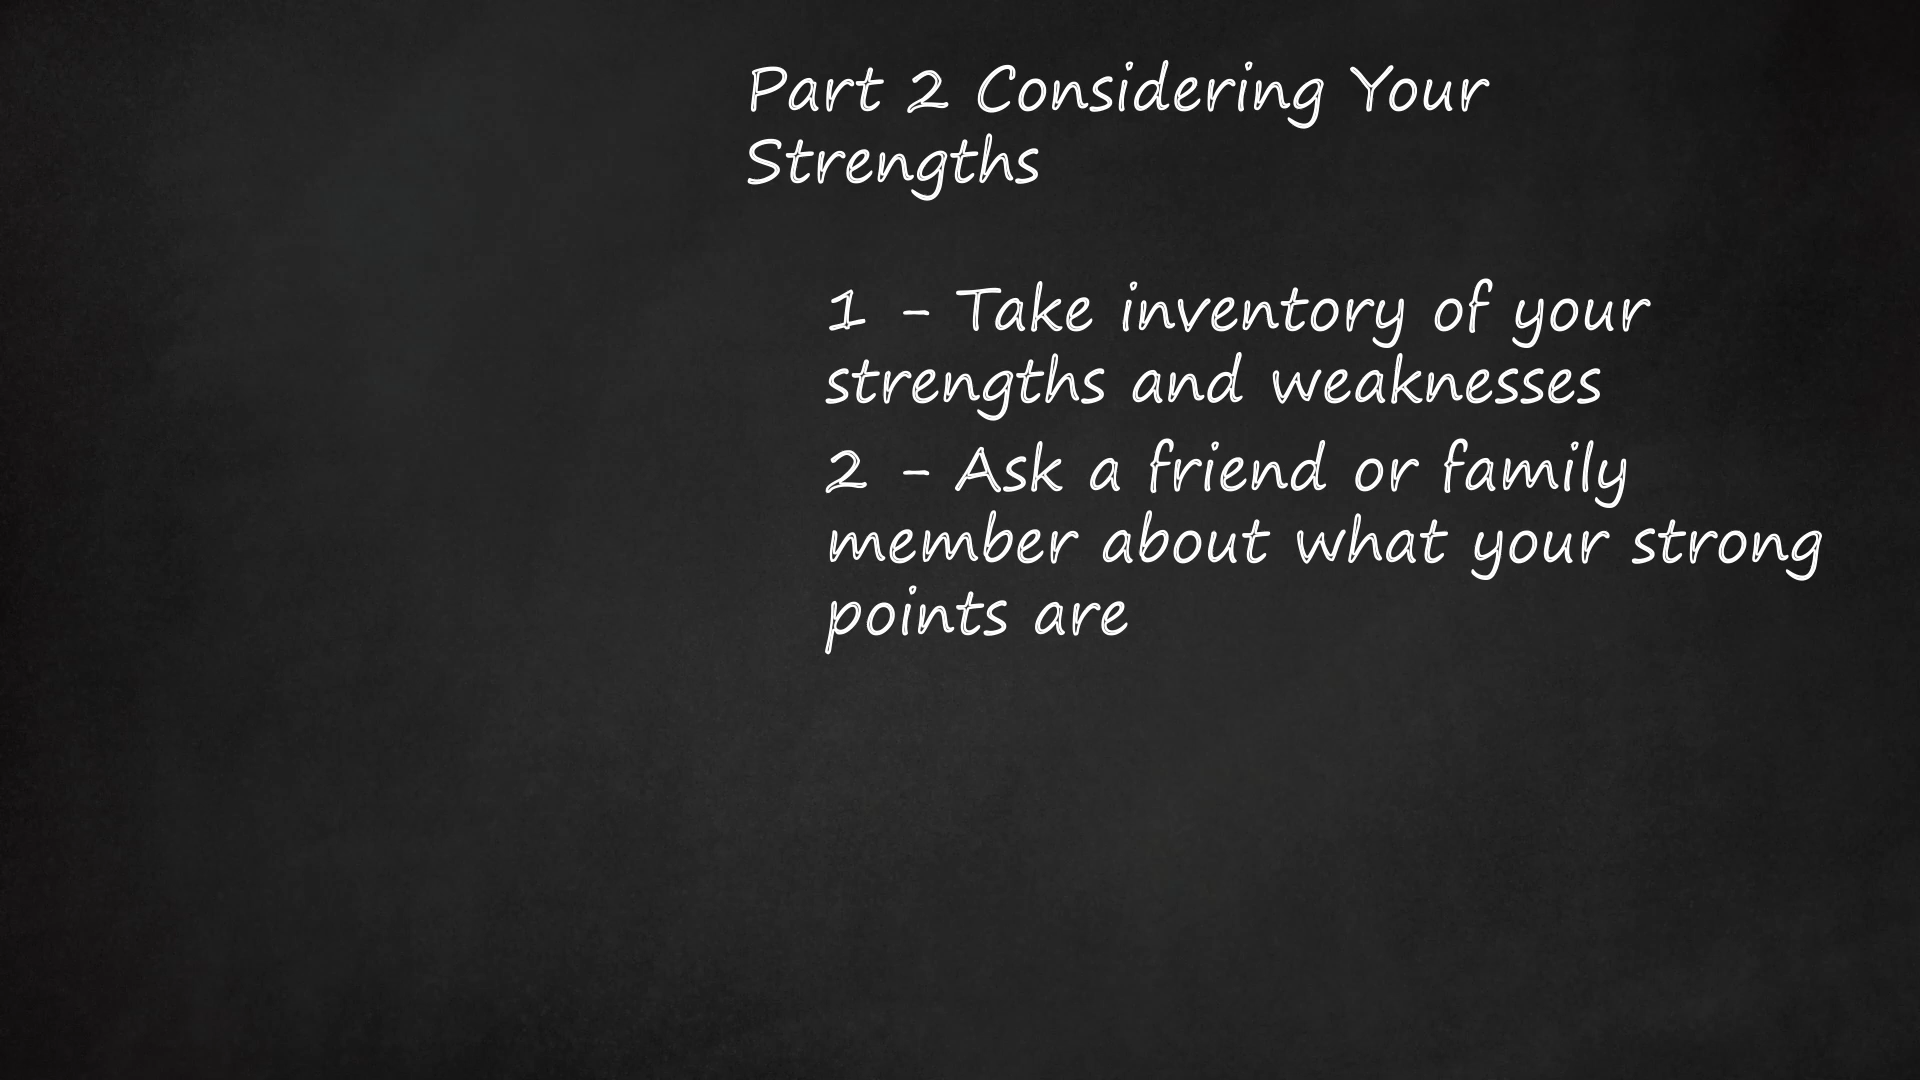 Part 2 Considering Your
Strengths
1 - Take inventory of your
strengths and weaknesses
2 - Ask a friend or family
member about what your strong
points are